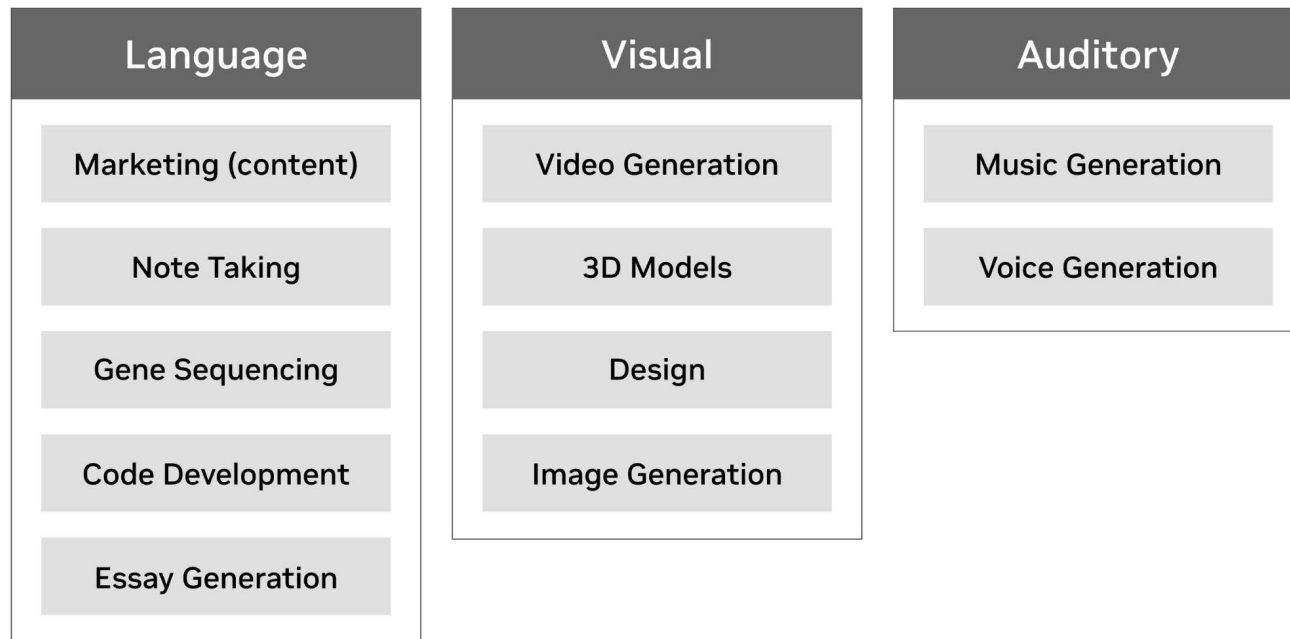 Language
Marketing (content)
Note Taking
Gene Sequencing
Code Development
Essay Generation
Visual
Video Generation
3D Models
Design
Image Generation
Auditory
Music Generation
Voice Generation